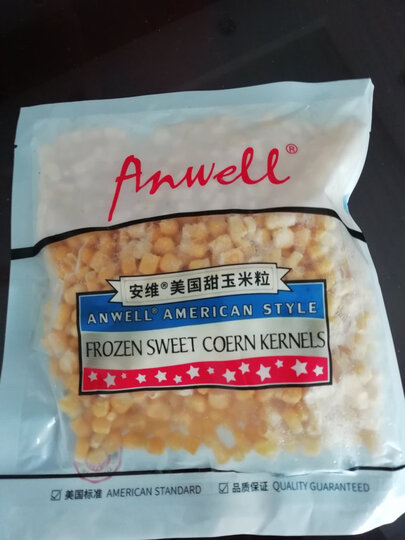 Anwell®
安维®美国甜玉米粒
ANWELL® AMERICAN STYLE
FROZEN SWEET COERN KERNELS
☑ 美国标准 AMERICAN STANDARD ☑ 品质保证 QUALITY GUARANTEED